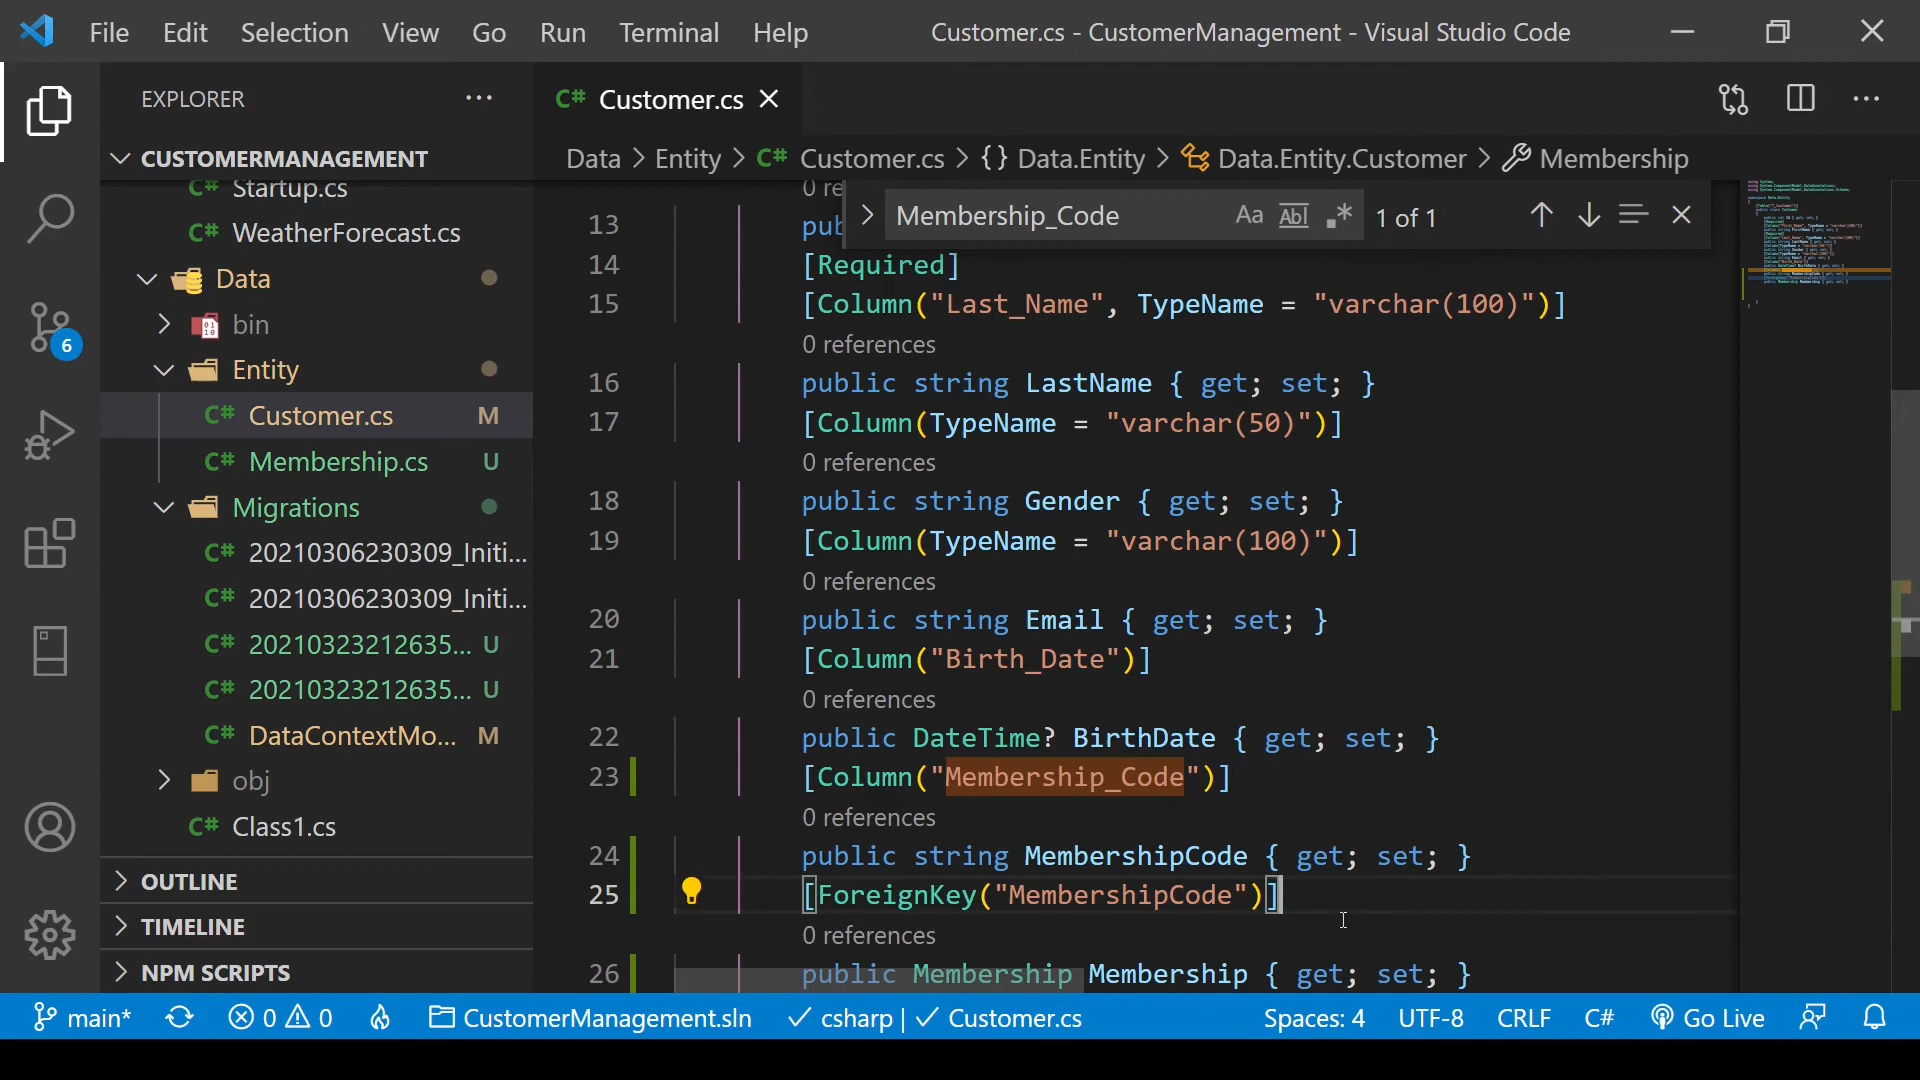 File Edit Selection View Go Run Terminal Help
Customer.cs - CustomerManagement - Visual Studio Code
EXPLORER
CUSTOMERMANAGEMENT
Startup.cs
WeatherForecast.cs
Data
bin
Entity
Customer.cs M
Membership.cs U
Migrations
20210306230309_Initi...
20210306230309_Initi...
20210323212635... U
20210323212635... U
DataContextMo... M
obj
Class1.cs
OUTLINE
TIMELINE
NPM SCRIPTS
6
Customer.cs
Data > Entity > Customer.cs > {} Data.Entity > Data.Entity.Customer > Membership
Membership_Code Aa Abl .* 1 of 1
0 re
13 pub
14 [Required]
15 [Column("Last_Name", TypeName = "varchar(100)")]
0 references
16 public string LastName { get; set; }
17 [Column(TypeName = "varchar(50)")]
0 references
18 public string Gender { get; set; }
19 [Column(TypeName = "varchar(100)")]
0 references
20 public string Email { get; set; }
21 [Column("Birth_Date")]
0 references
22 public DateTime? BirthDate { get; set; }
23 [Column("Membership_Code")]
0 references
24 public string MembershipCode { get; set; }
25 [ForeignKey("MembershipCode")]
0 references
26 public Membership Membership { get; set; }
main* 0 0 CustomerManagement.sln csharp | Customer.cs Spaces: 4 UTF-8 CRLF C# Go Live